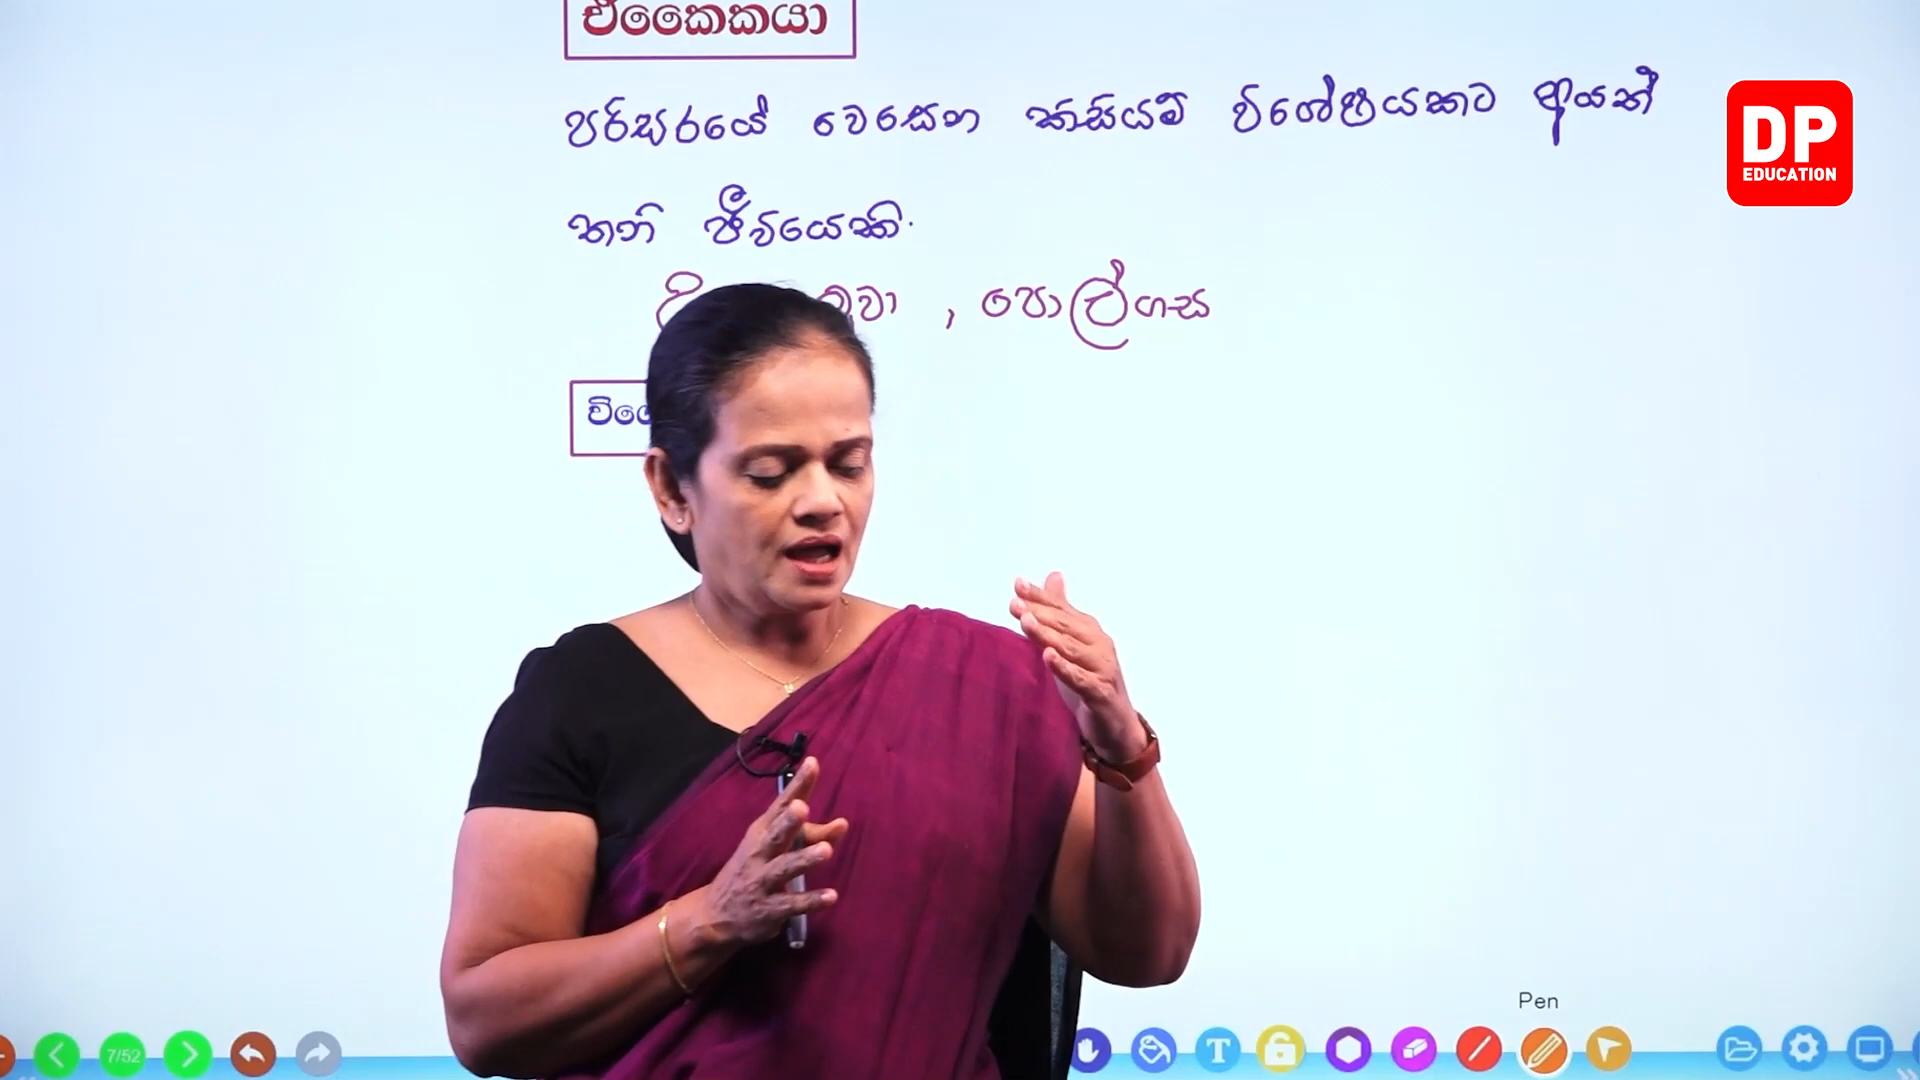 ඒකෛකයා
පරිසරයේ වෙසෙන කිසියම් විශේෂයකට අයත්
තනි ජීවියෙකි.
, පොල්ගස
DP
EDUCATION
Pen
7/52
T